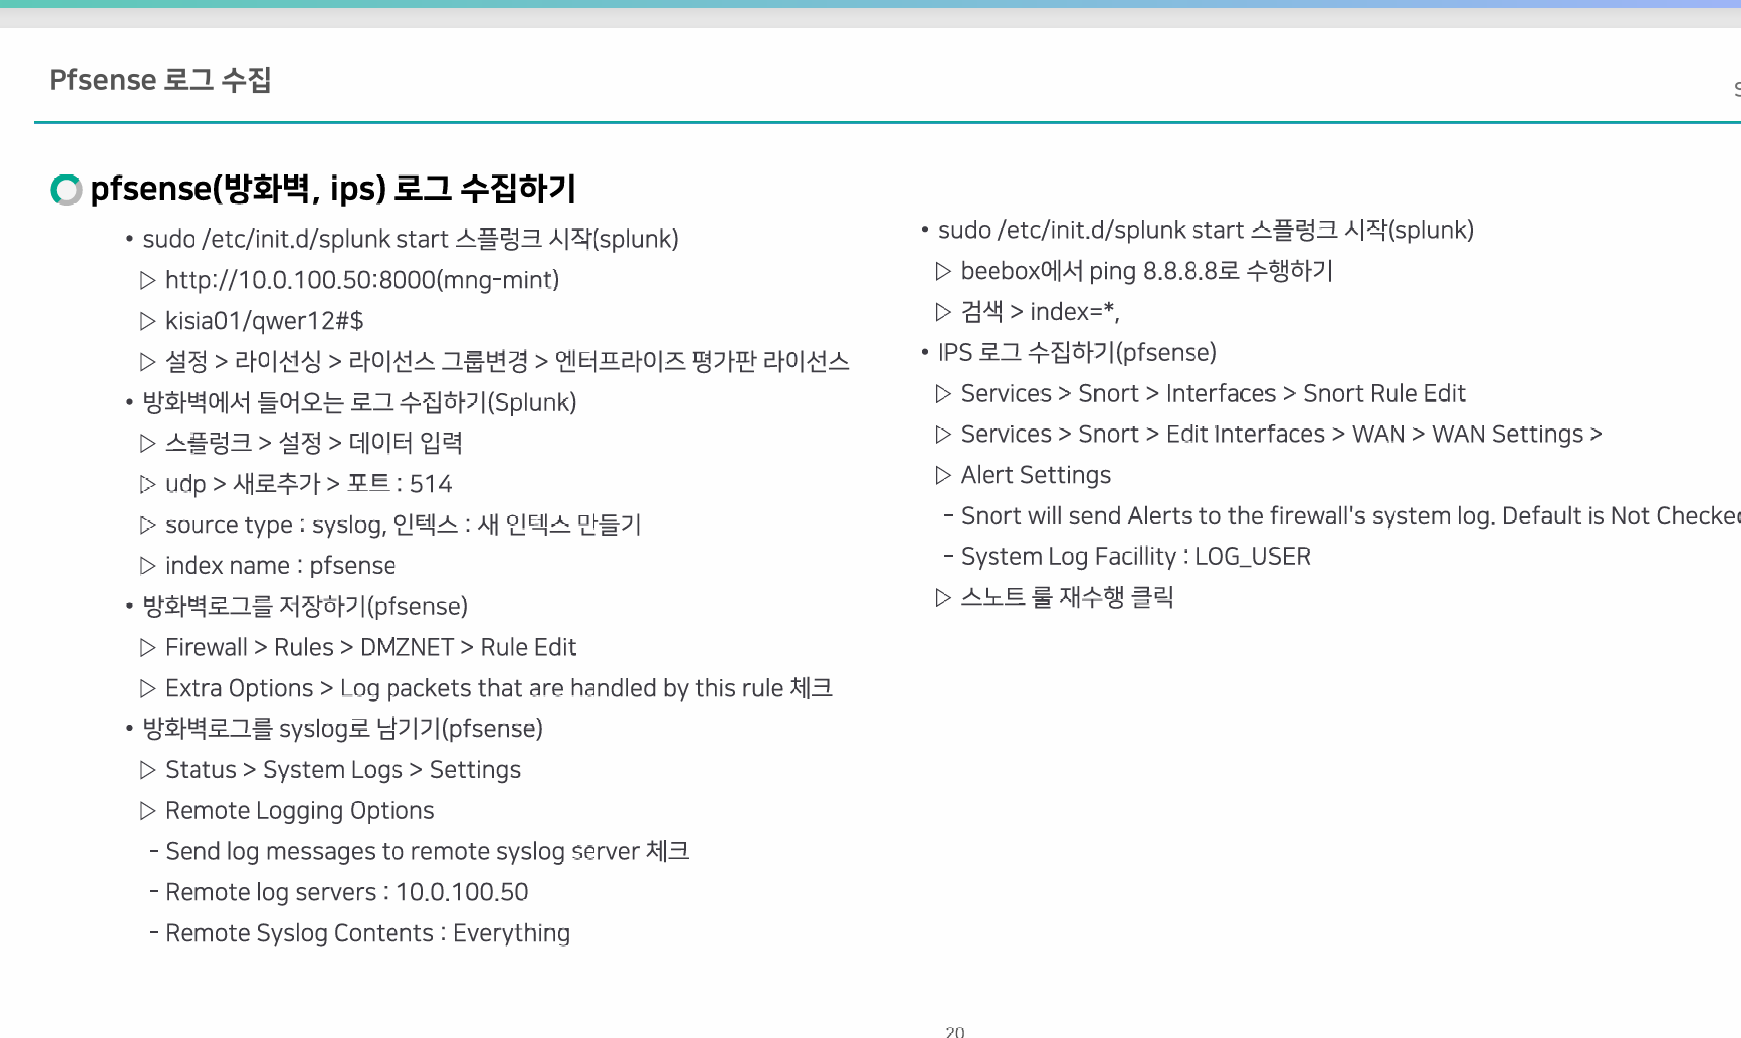 Pfsense 로그 수집
pfsense(방화벽, ips) 로그 수집하기
• sudo /etc/init.d/splunk start 스플렁크 시작(splunk)
▷ http://10.0.100.50:8000(mng-mint)
▷ kisia01/qwer12#$
▷ 설정 > 라이선싱 > 라이선스 그룹변경 > 엔터프라이즈 평가판 라이선스
• 방화벽에서 들어오는 로그 수집하기(Splunk)
▷ 스플렁크 > 설정 > 데이터 입력
▷ udp > 새로추가 > 포트 : 514
▷ source type : syslog, 인텍스 : 새 인텍스 만들기
▷ index name : pfsense
• 방화벽로그를 저장하기(pfsense)
▷ Firewall > Rules > DMZNET > Rule Edit
▷ Extra Options > Log packets that are handled by this rule 체크
• 방화벽로그를 syslog로 남기기(pfsense)
▷ Status > System Logs > Settings
▷ Remote Logging Options
- Send log messages to remote syslog server 체크
- Remote log servers : 10.0.100.50
- Remote Syslog Contents : Everything
• sudo /etc/init.d/splunk start 스플렁크 시작(splunk)
▷ beebox에서 ping 8.8.8.8로 수행하기
▷ 검색 > index=*,
• IPS 로그 수집하기(pfsense)
▷ Services > Snort > Interfaces > Snort Rule Edit
▷ Services > Snort > Edit Interfaces > WAN > WAN Settings >
▷ Alert Settings
- Snort will send Alerts to the firewall's system log. Default is Not Checked
- System Log Facillity : LOG_USER
▷ 스노트 룰 재수행 클릭
20